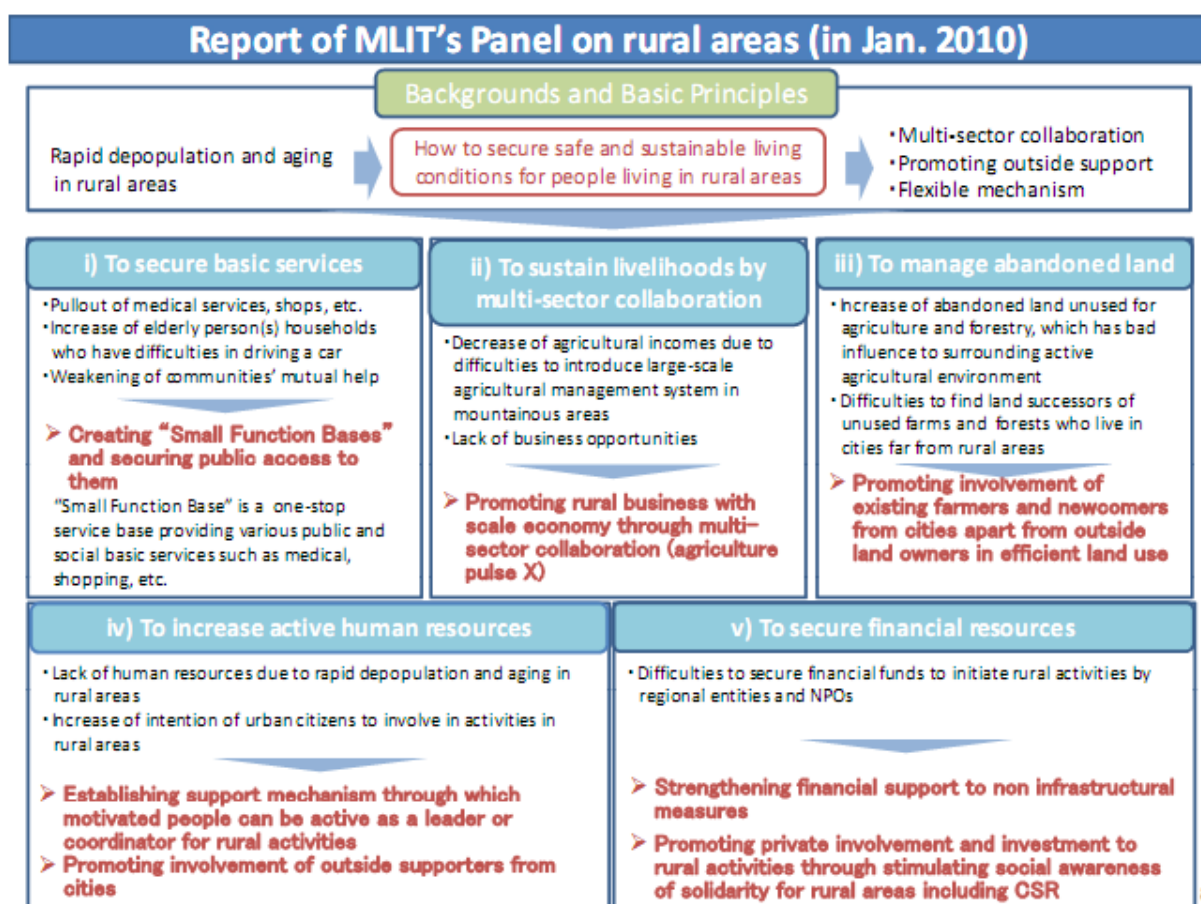 Report of MLIT's Panel on rural areas (in Jan. 2010)
Backgrounds and Basic Principles
Rapid depopulation and aging
in rural areas
How to secure safe and sustainable living
conditions for people living in rural areas
・Multi-sector collaboration
・Promoting outside support
・Flexible mechanism
i) To secure basic services
・Pullout of medical services, shops, etc.
・Increase of elderly person(s) households
who have difficulties in driving a car
・Weakening of communities' mutual help
➢ Creating "Small Function Bases"
and securing public access to
them
"Small Function Base" is a one-stop
service base providing various public and
social basic services such as medical,
shopping, etc.
ii) To sustain livelihoods by
multi-sector collaboration
・Decrease of agricultural incomes due to
difficulties to introduce large-scale
agricultural management system in
mountainous areas
・Lack of business opportunities
➢ Promoting rural business with
scale economy through multi-
sector collaboration (agriculture
pulse X)
iii) To manage abandoned land
・Increase of abandoned land unused for
agriculture and forestry, which has bad
influence to surrounding active
agricultural environment
・Difficulties to find land successors of
unused farms and forests who live in
cities far from rural areas
➢ Promoting involvement of
existing farmers and newcomers
from cities apart from outside
land owners in efficient land use
iv) To increase active human resources
・Lack of human resources due to rapid depopulation and aging in
rural areas
・Increase of intention of urban citizens to involve in activities in
rural areas
➢ Establishing support mechanism through which
motivated people can be active as a leader or
coordinator for rural activities
➢ Promoting involvement of outside supporters from
cities
v) To secure financial resources
・Difficulties to secure financial funds to initiate rural activities by
regional entities and NPOs
➢ Strengthening financial support to non infrastructural
measures
➢ Promoting private involvement and investment to
rural activities through stimulating social awareness
of solidarity for rural areas including CSR